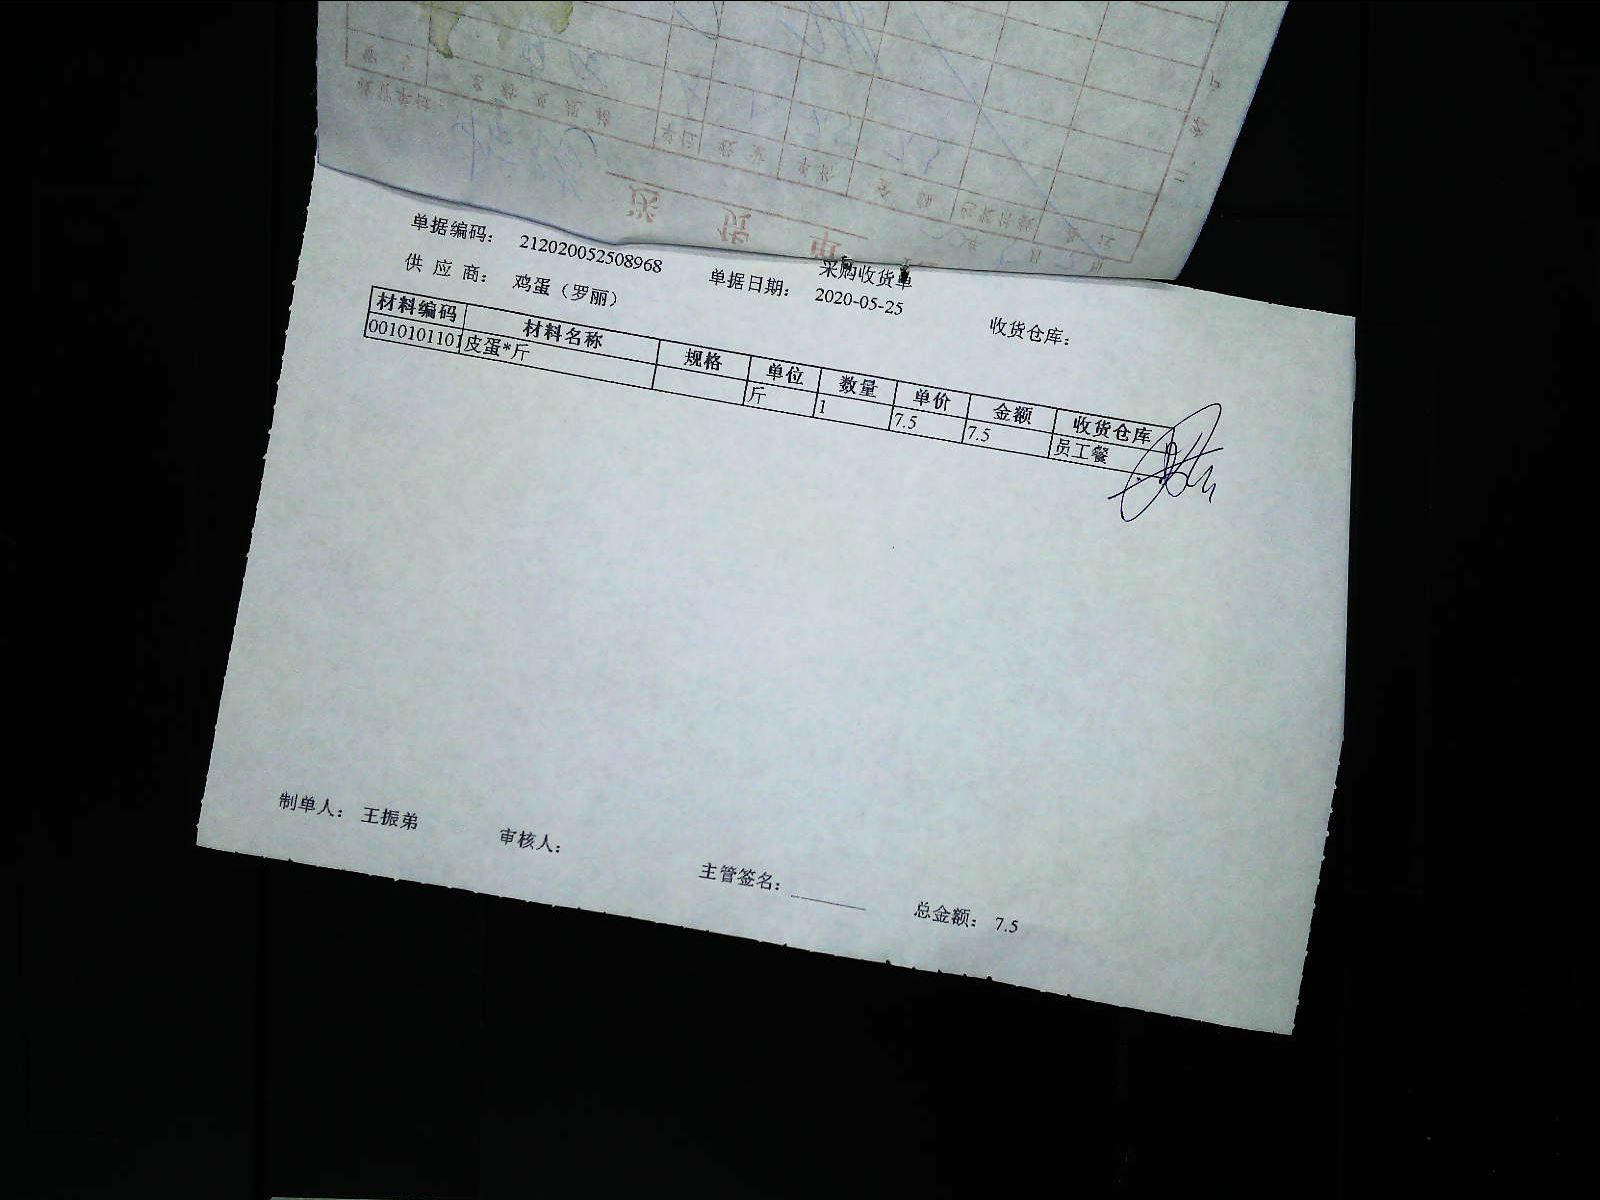 送货单
采购收货单
单据编码： 212020052508968 单据日期： 2020-05-25 收货仓库：
供 应 商： 鸡蛋（罗丽）
材料编码 材料名称 规格 单位 数量 单价 金额 收货仓库
0010101101 皮蛋*斤 斤 1 7.5 7.5 员工餐
制单人： 王振弟 审核人： 主管签名： 总金额： 7.5